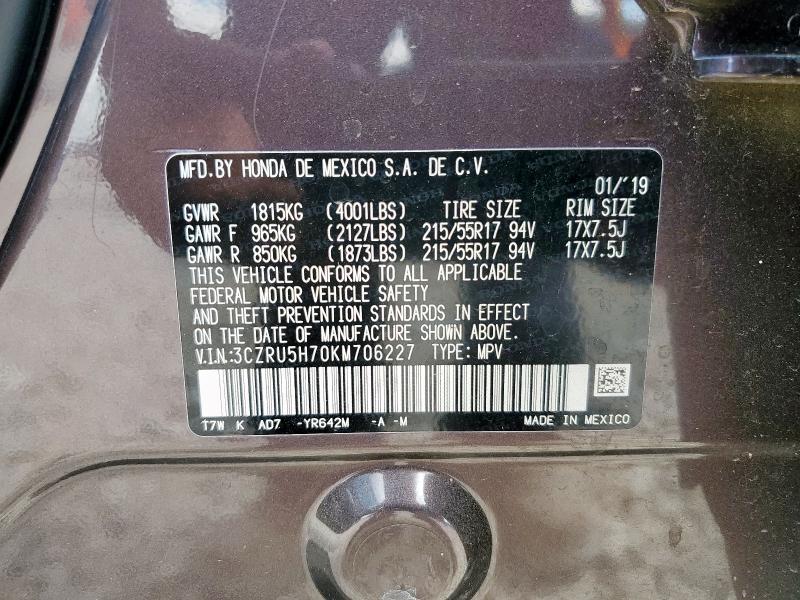 MFD.BY HONDA DE MEXICO S.A. DE C.V.
01/'19
GVWR 1815KG (4001LBS) TIRE SIZE RIM SIZE
GAWR F 965KG (2127LBS) 215/55R17 94V 17X7.5J
GAWR R 850KG (1873LBS) 215/55R17 94V 17X7.5J
THIS VEHICLE CONFORMS TO ALL APPLICABLE
FEDERAL MOTOR VEHICLE SAFETY
AND THEFT PREVENTION STANDARDS IN EFFECT
ON THE DATE OF MANUFACTURE SHOWN ABOVE.
V.I.N.:3CZRU5H70KM706227 TYPE: MPV
T7W K AD7 -YR642M -A -M MADE IN MEXICO